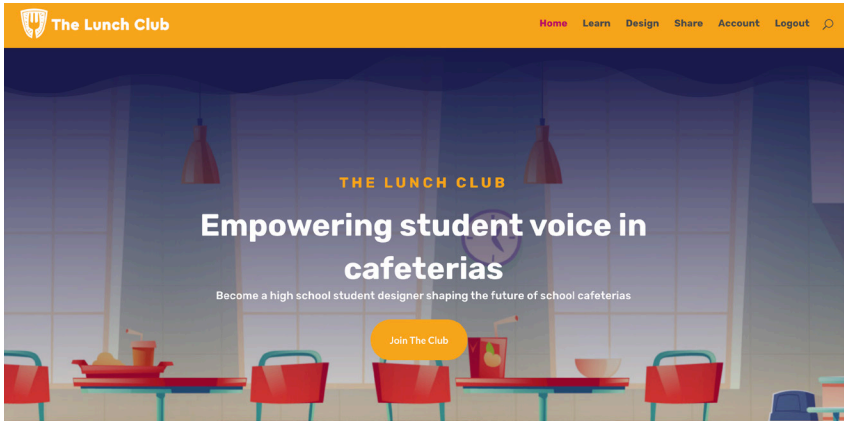 The Lunch Club
Home Learn Design Share Account Logout
THE LUNCH CLUB
Empowering student voice in
cafeterias
Become a high school student designer shaping the future of school cafeterias
Join The Club